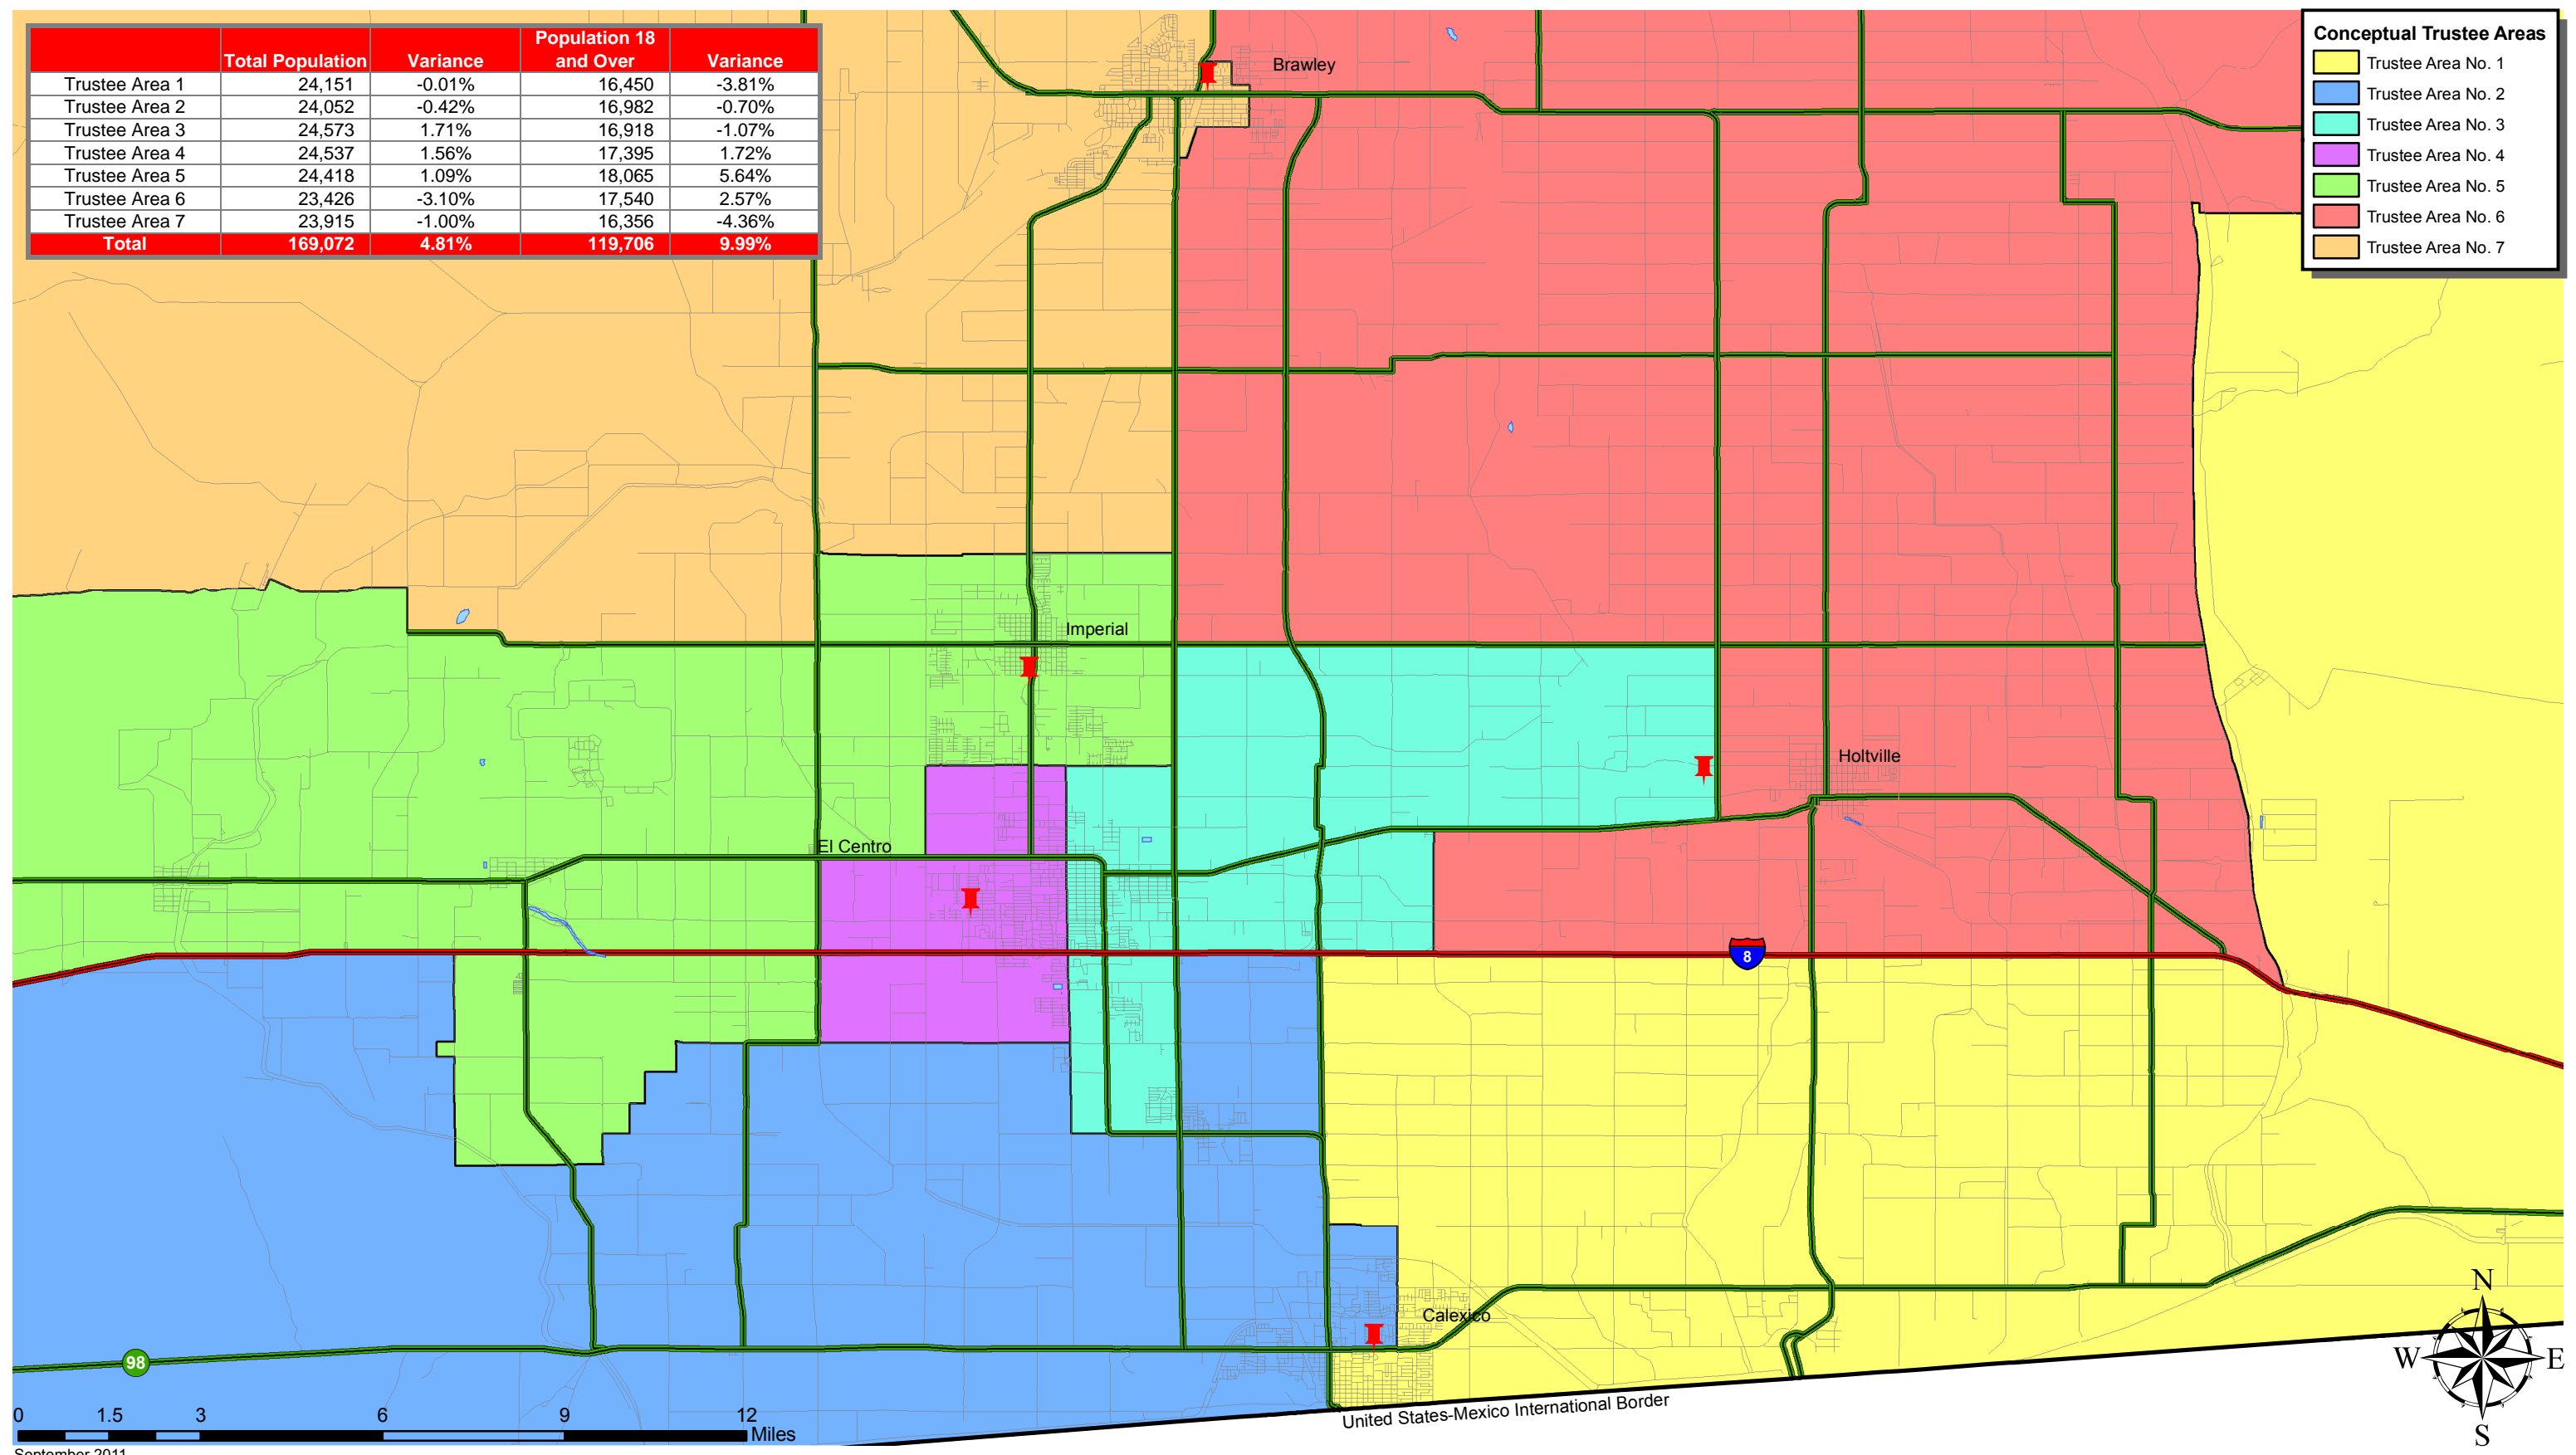 Total Population Variance Population 18 and Over Variance
Trustee Area 1 24,151 -0.01% 16,450 -3.81%
Trustee Area 2 24,052 -0.42% 16,982 -0.70%
Trustee Area 3 24,573 1.71% 16,918 -1.07%
Trustee Area 4 24,537 1.56% 17,395 1.72%
Trustee Area 5 24,418 1.09% 18,065 5.64%
Trustee Area 6 23,426 -3.10% 17,540 2.57%
Trustee Area 7 23,915 -1.00% 16,356 -4.36%
Total 169,072 4.81% 119,706 9.99%
Conceptual Trustee Areas
Trustee Area No. 1
Trustee Area No. 2
Trustee Area No. 3
Trustee Area No. 4
Trustee Area No. 5
Trustee Area No. 6
Trustee Area No. 7
Brawley
Imperial
Holtville
El Centro
8
Calexico
98
United States-Mexico International Border
N
W E
S
0 1.5 3 6 9 12
Miles
September 2011